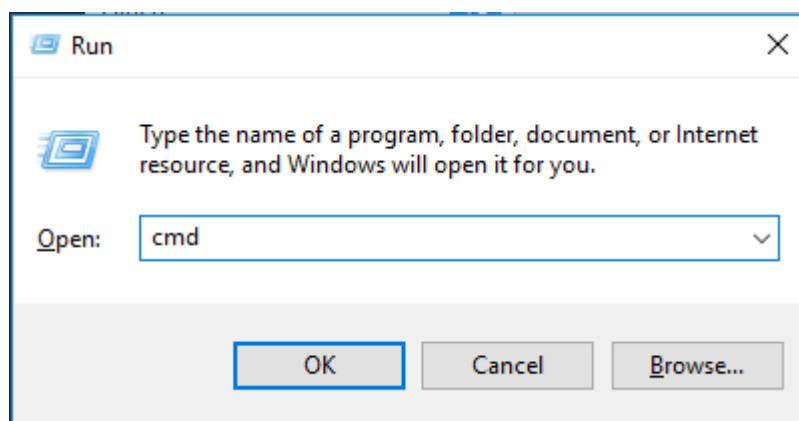 Run
Type the name of a program, folder, document, or Internet
resource, and Windows will open it for you.
Open: cmd
OK Cancel Browse...